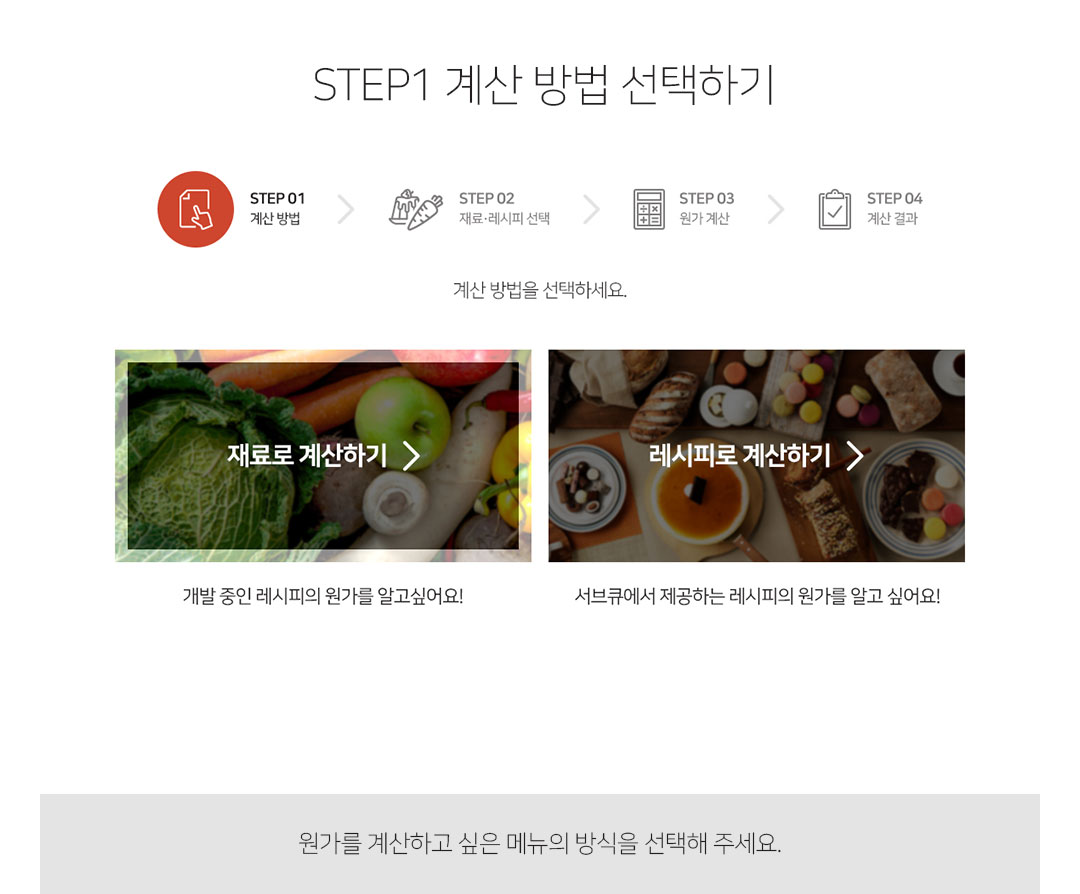 STEP1 계산 방법 선택하기
STEP 01
계산 방법
STEP 02
재료·레시피 선택
STEP 03
원가 계산
STEP 04
계산 결과
계산 방법을 선택하세요.
재료로 계산하기
레시피로 계산하기
개발 중인 레시피의 원가를 알고싶어요!
서브큐에서 제공하는 레시피의 원가를 알고 싶어요!
원가를 계산하고 싶은 메뉴의 방식을 선택해 주세요.